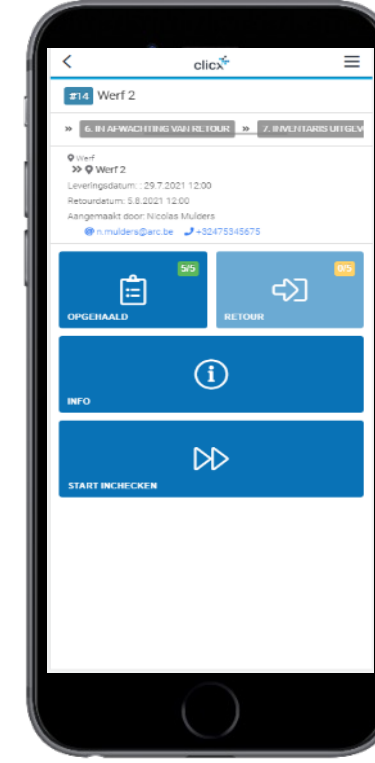 clicx
#14 Werf 2
» 6. IN AFWACHTING VAN RETOUR » 7. INVENTARIS UITGEV
Werf
Werf 2
Leveringsdatum: : 29.7.2021 12:00
Retourdatum: 5.8.2021 12:00
Aangemaakt door: Nicolas Mulders
n.mulders@arc.be +32475345675
5/5
OPGEHAALD
0/5
RETOUR
INFO
START INCHECKEN